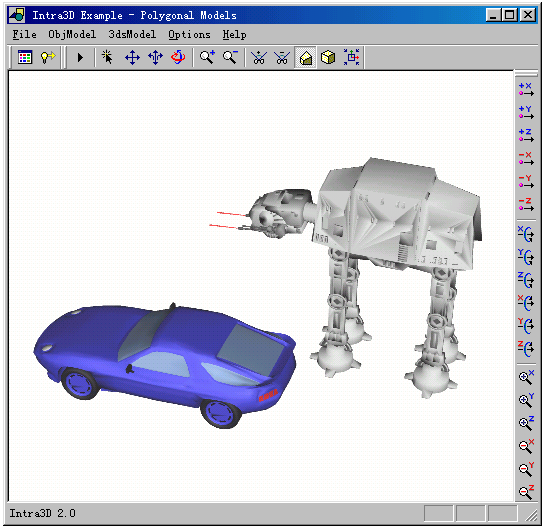 Intra3D Example - Polygonal Models
File ObjModel 3dsModel Options Help
+X
+Y
+Z
-X
-Y
-Z
X
Y
Z
X
Y
Z
X
Y
Z
X
Y
Z
Intra3D 2.0